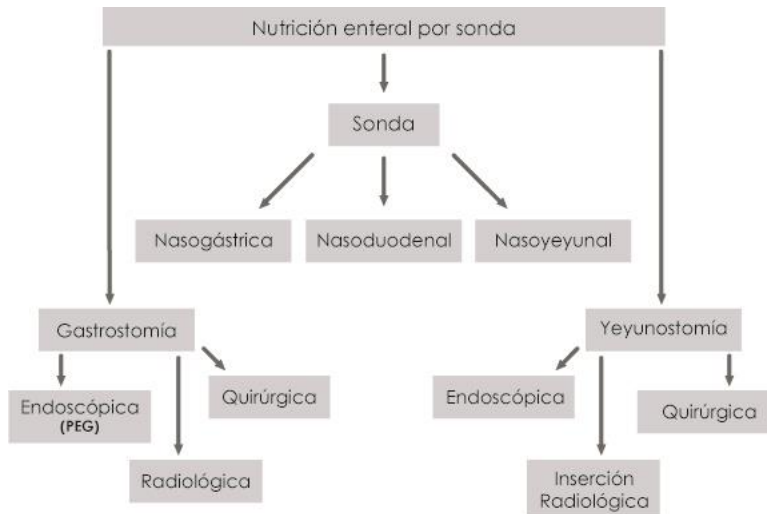 Nutrición enteral por sonda
Sonda
Nasogástrica
Nasoduodenal
Nasoyeyunal
Gastrostomía
Yeyunostomía
Endoscópica
(PEG)
Quirúrgica
Radiológica
Endoscópica
Quirúrgica
Inserción
Radiológica